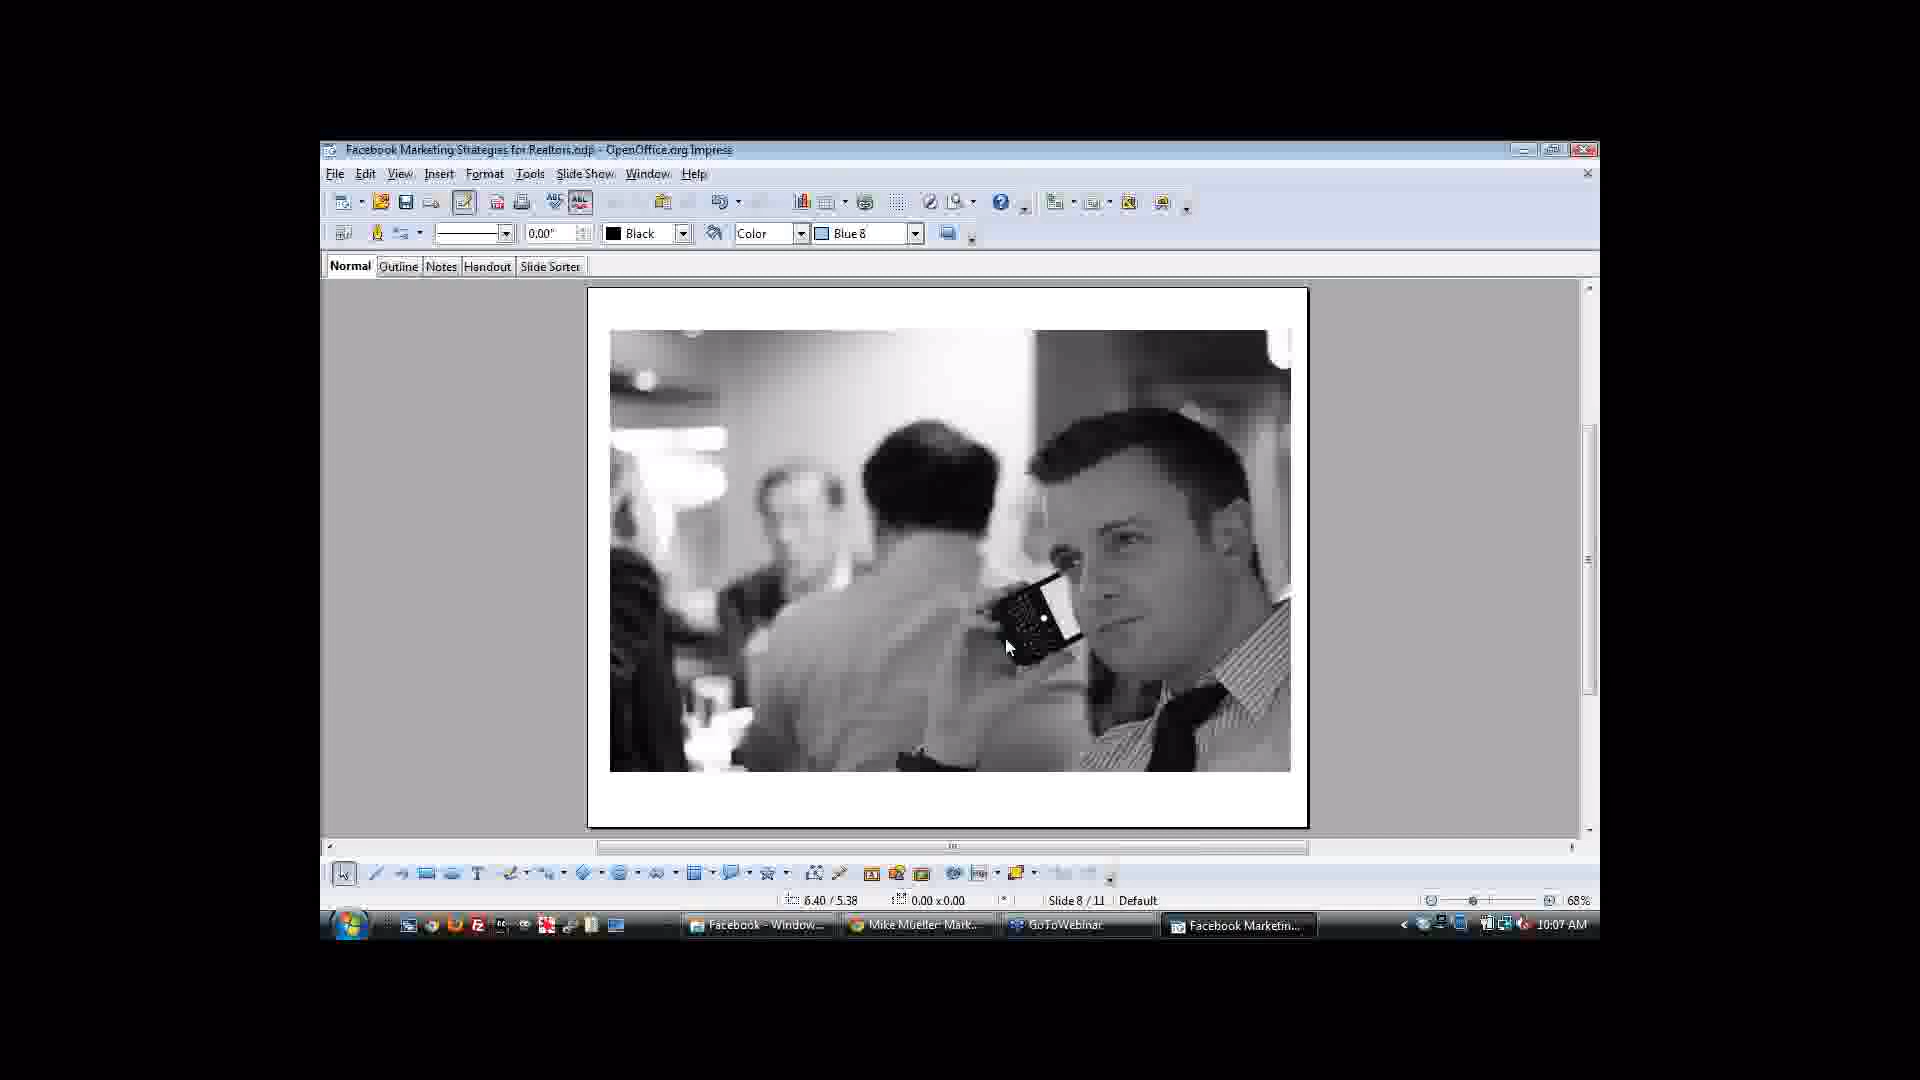 Facebook Marketing Strategies for Realtors.odp - OpenOffice.org Impress
File Edit View Insert Format Tools Slide Show Window Help
0.00" Black Color Blue 8
Normal Outline Notes Handout Slide Sorter
6.40 / 5.38 0.00 x 0.00 * Slide 8 / 11 Default 68%
Facebook - Window... Mike Mueller: Mark... GoToWebinar Facebook Marketin... 10:07 AM